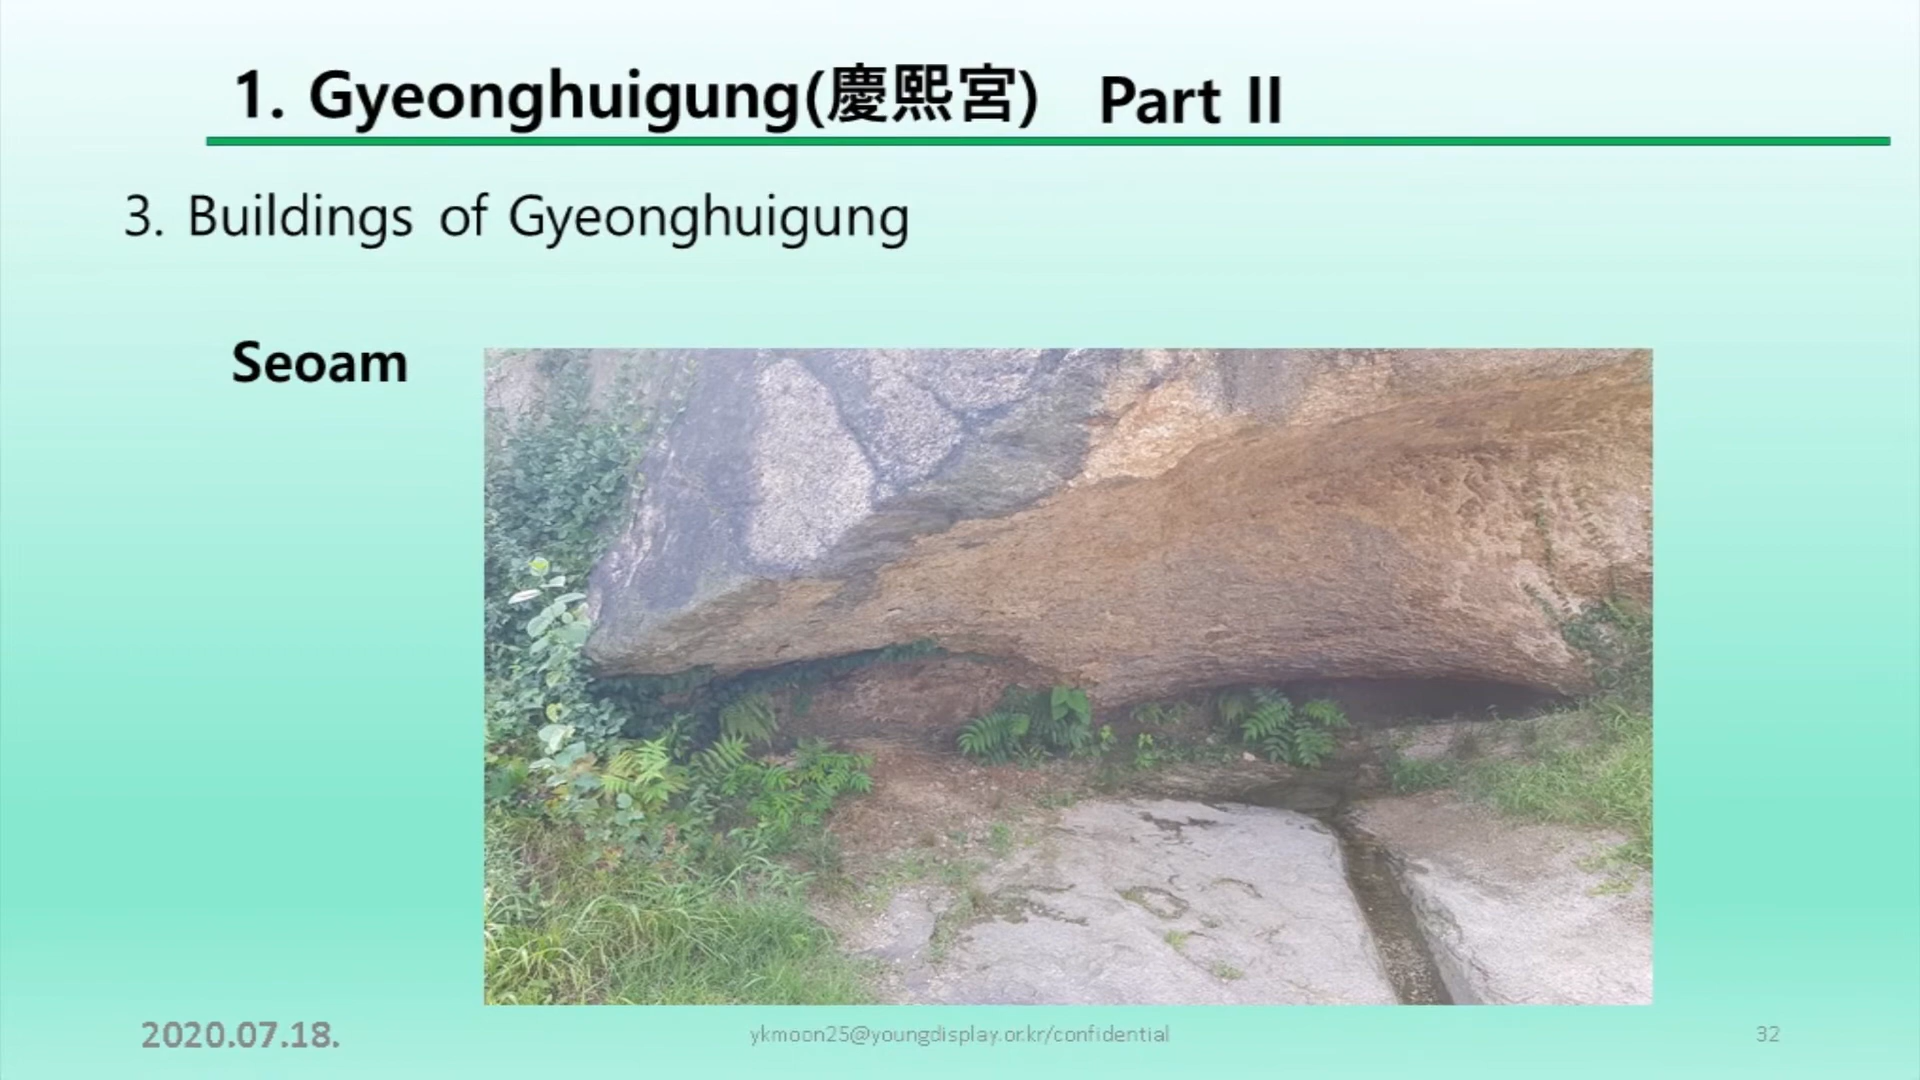 1. Gyeonghuigung(慶熙宮) Part II
3. Buildings of Gyeonghuigung
Seoam
2020.07.18.
ykmoon25@youngdisplay.or.kr/confidential
32